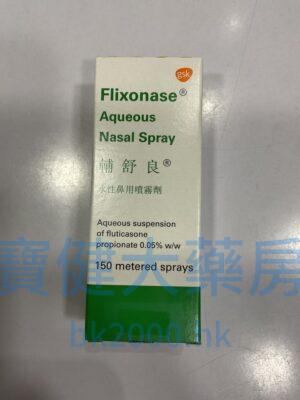 gsk
Flixonase®
Aqueous
Nasal Spray
輔舒良®
水性鼻用噴霧劑
Aqueous suspension
of fluticasone
propionate 0.05% w/w
150 metered sprays
寶健大藥房
bk2000.hk